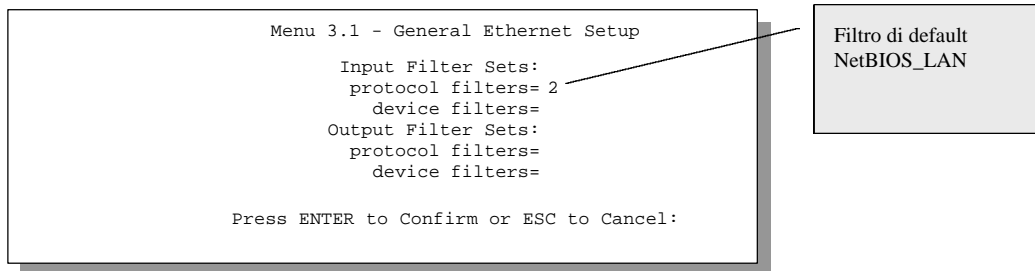 Menu 3.1 - General Ethernet Setup
Input Filter Sets:
protocol filters= 2
device filters=
Output Filter Sets:
protocol filters=
device filters=
Press ENTER to Confirm or ESC to Cancel:
Filtro di default
NetBIOS_LAN